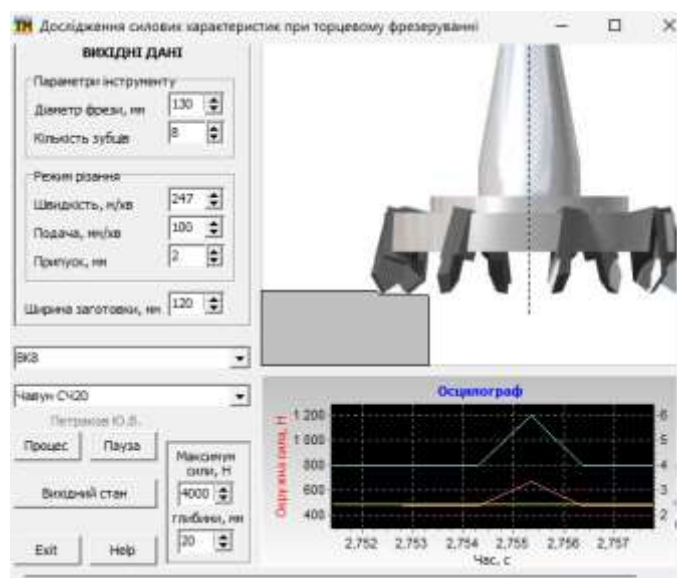 Дослідження силових характеристик при торцевому фрезеруванні
ВИХІДНІ ДАНІ
Параметри інструменту
Діаметр фрези, мм 130
Кількість зубців 8
Режим різання
Швидкість, м/хв 247
Подача, мм/хв 100
Припуск, мм 2
Ширина заготовки, мм 120
ВК8
Чавун СЧ20
Петраков Ю.В.
Процес Пауза
Вихідний стан
Exit Help
Максимум
сили, Н
4000
глибини, мм
20
Осцилограф
Окружна сила, Н
1 200
1 000
800
600
400
6
5
4
3
2
2,752 2,753 2,754 2,755 2,756 2,757
Час, с